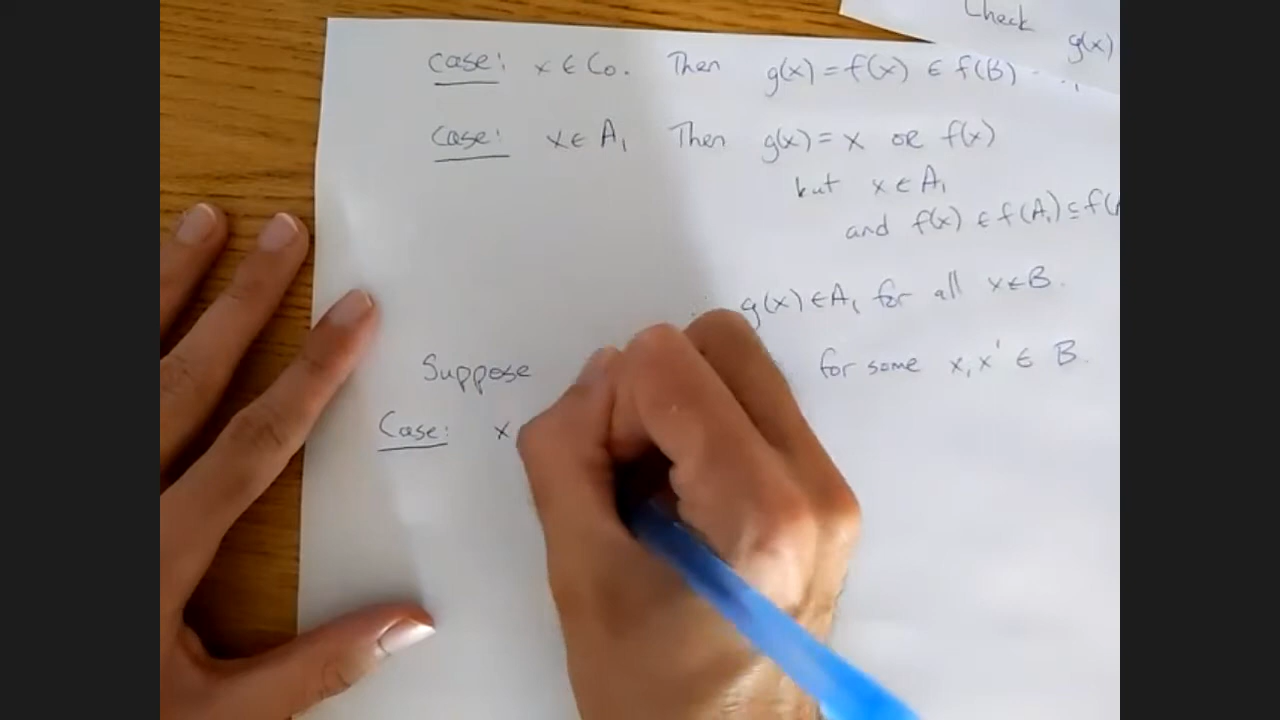 Check
g(x)
case: x ∈ C₀. Then g(x) = f(x) ∈ f(B)
Case: x ∈ A₁ Then g(x) = x OR f(x)
but x ∈ A₁
and f(x) ∈ f(A₁) ⊆ f(
g(x) ∈ A₁ for all x ∈ B.
Suppose for some x, x' ∈ B.
Case: x